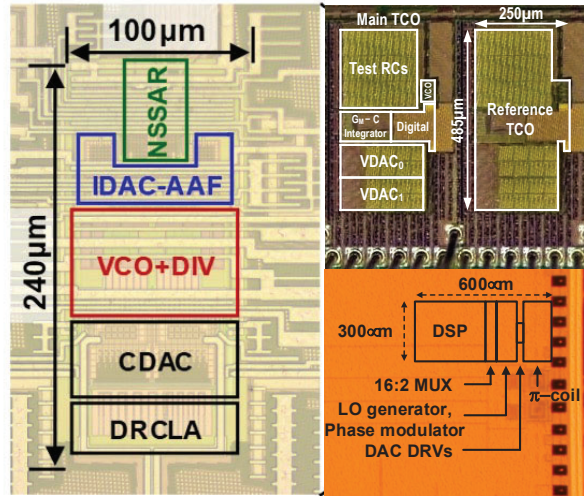 100µm
240µm
NSSAR
IDAC-AAF
VCO+DIV
CDAC
DRCLA
Main TCO
250µm
Test RCs
VCO
485µm
Reference
TCO
GM – C
Integrator
Digital
VDAC0
VDAC1
600∝m
300∝m
DSP
16:2 MUX
π–coil
LO generator,
Phase modulator
DAC DRVs